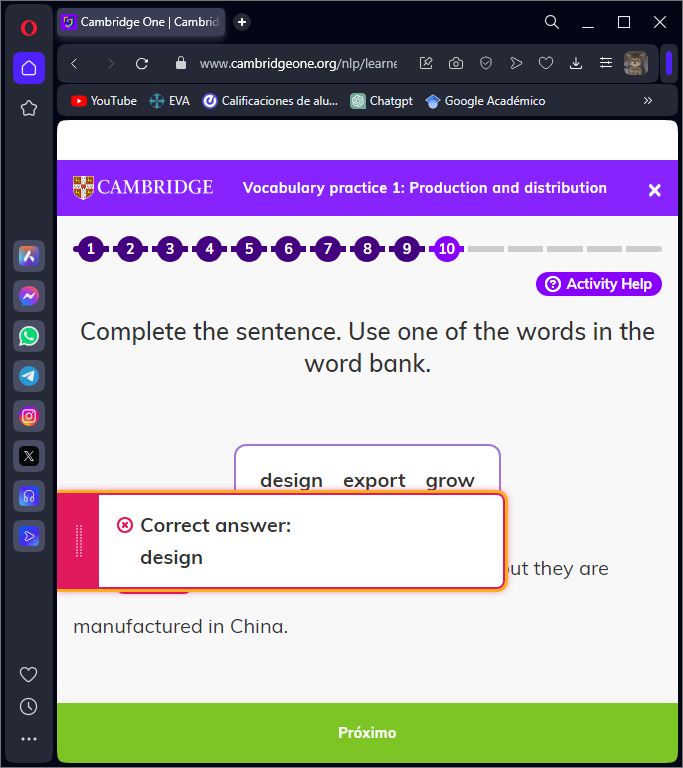 Cambridge One | Cambrid
www.cambridgeone.org/nlp/learne
YouTube EVA Calificaciones de alu... Chatgpt Google Académico »
CAMBRIDGE Vocabulary practice 1: Production and distribution
1 2 3 4 5 6 7 8 9 10
Activity Help
Complete the sentence. Use one of the words in the
word bank.
design export grow
Correct answer:
design
but they are
manufactured in China.
Próximo